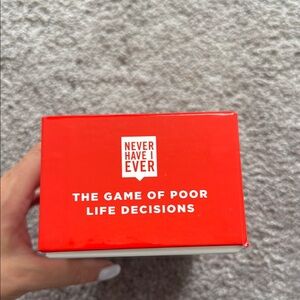 NEVER
HAVE I
EVER
THE GAME OF POOR
LIFE DECISIONS